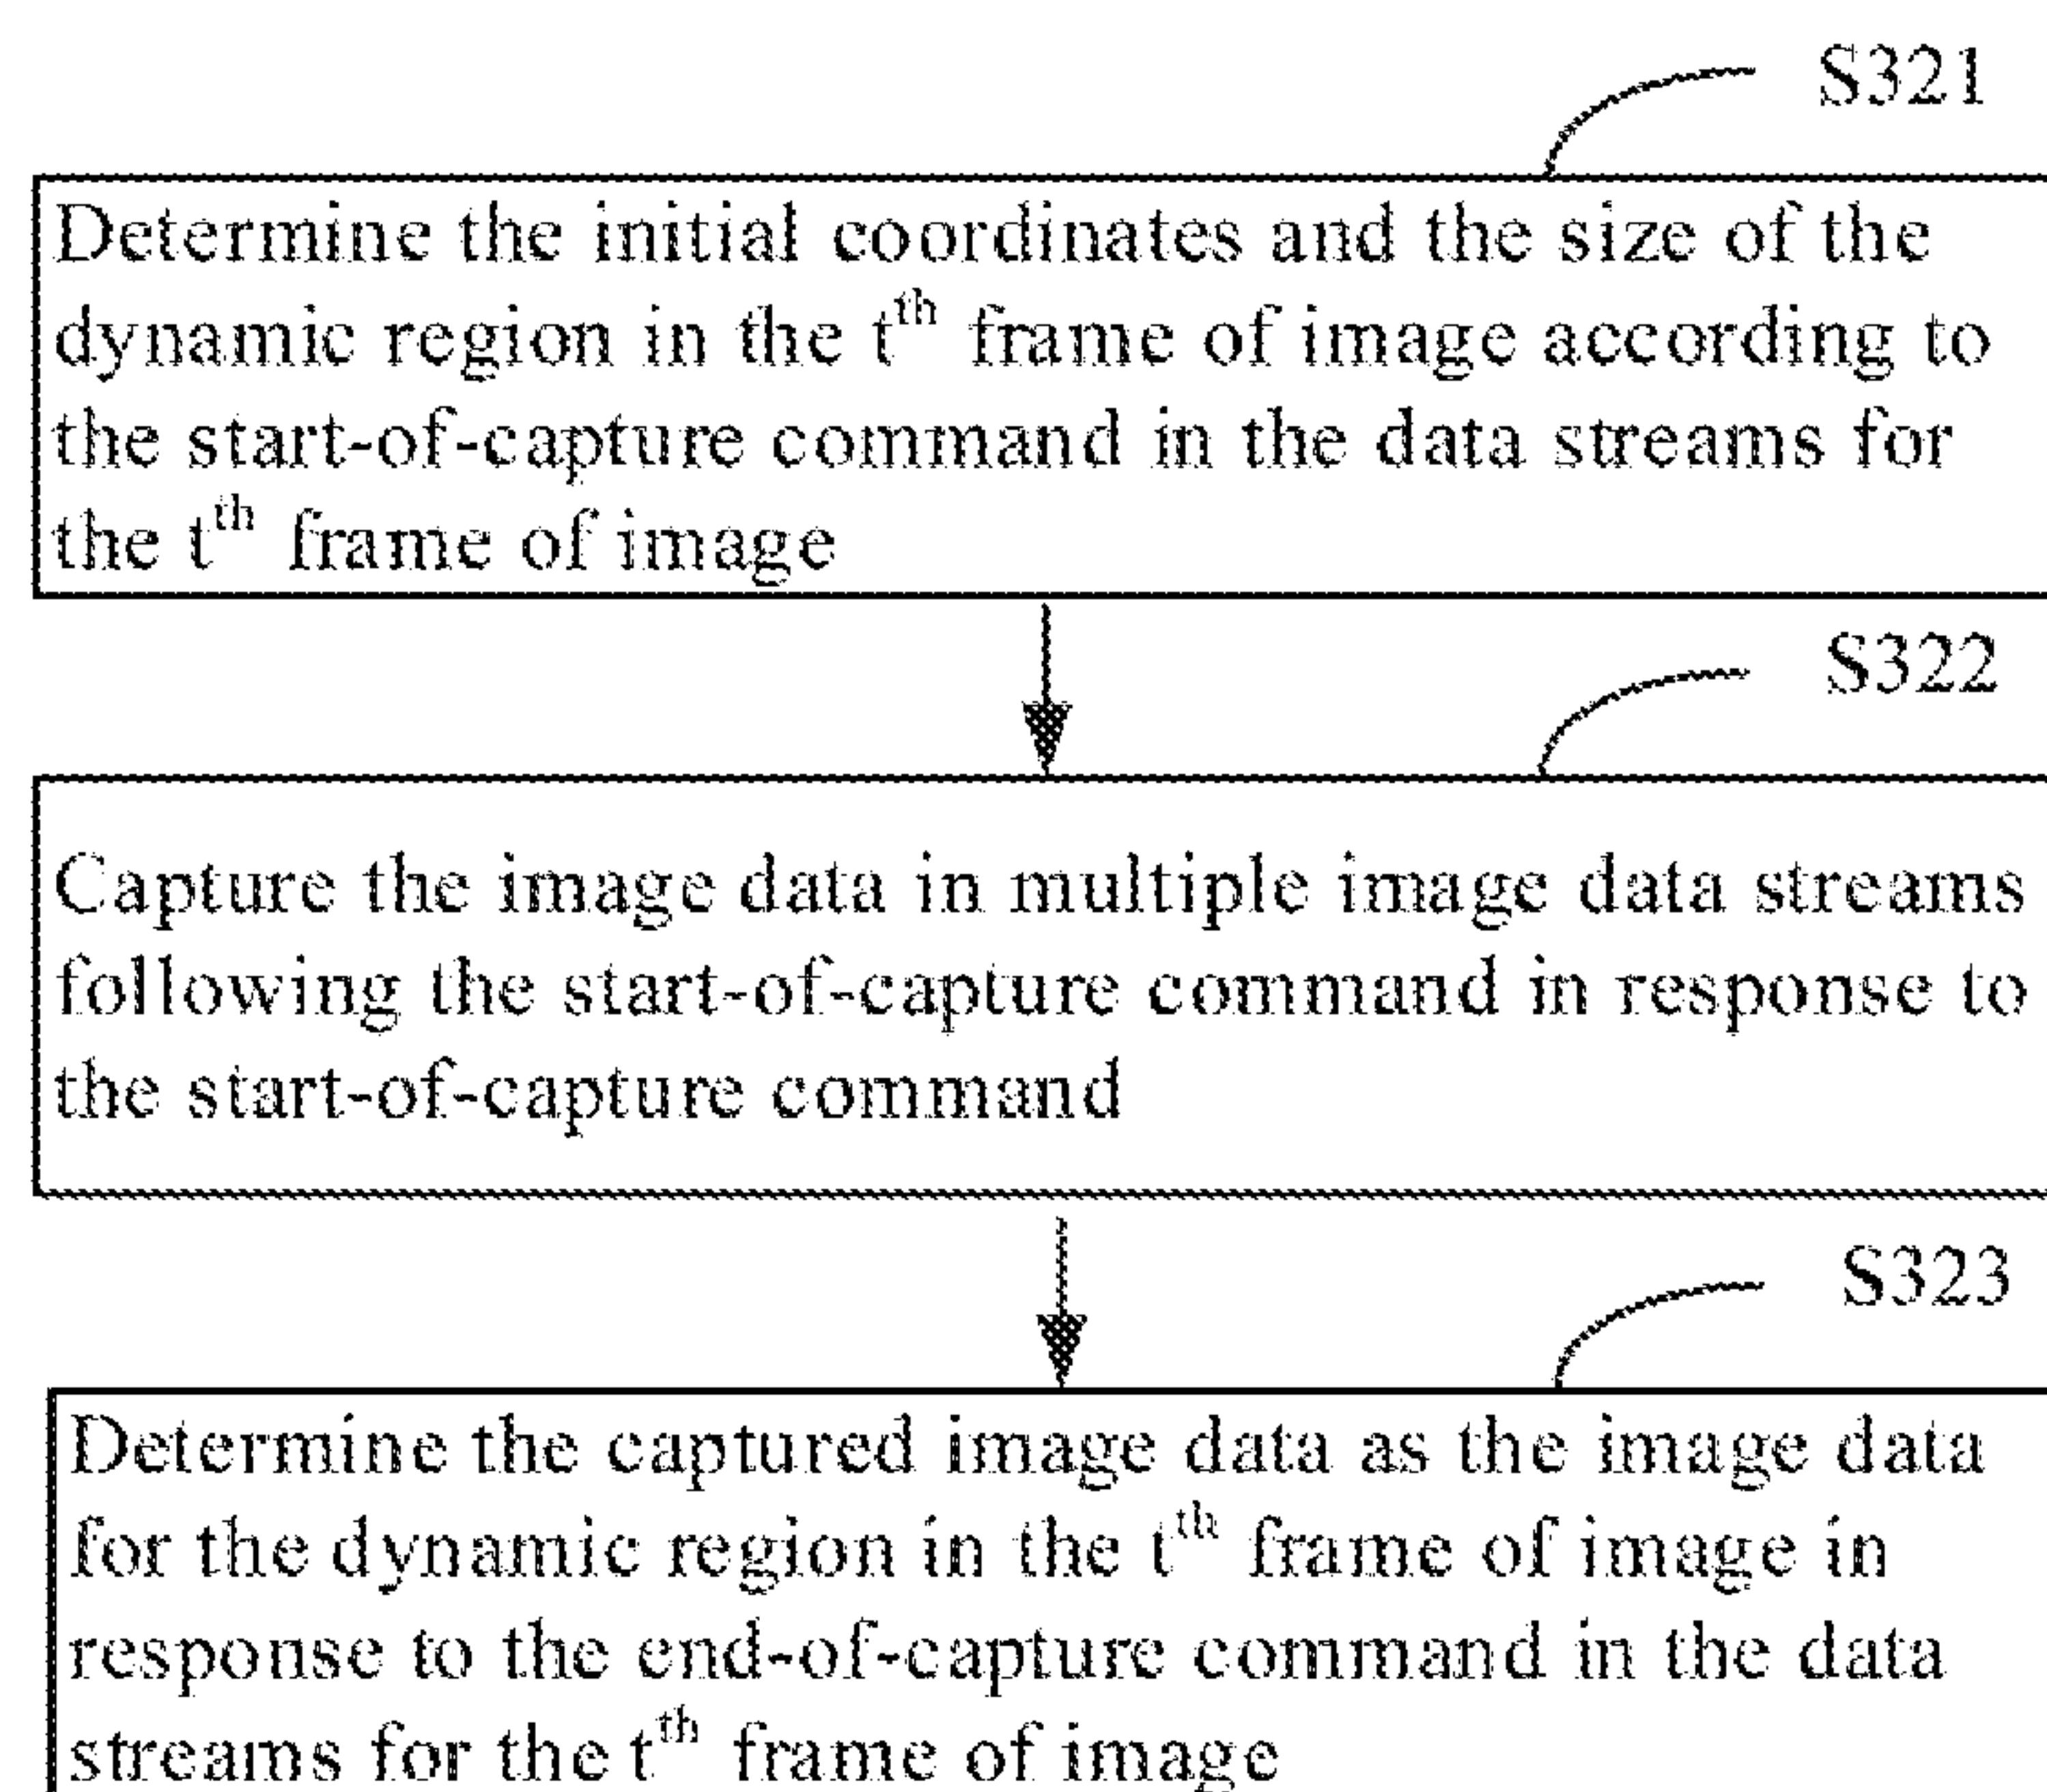 S321
Determine the initial coordinates and the size of the
dynamic region in the tth frame of image according to
the start-of-capture command in the data streams for
the tth frame of image
S322
Capture the image data in multiple image data streams
following the start-of-capture command in response to
the start-of-capture command
S323
Determine the captured image data as the image data
for the dynamic region in the tth frame of image in
response to the end-of-capture command in the data
streams for the tth frame of image